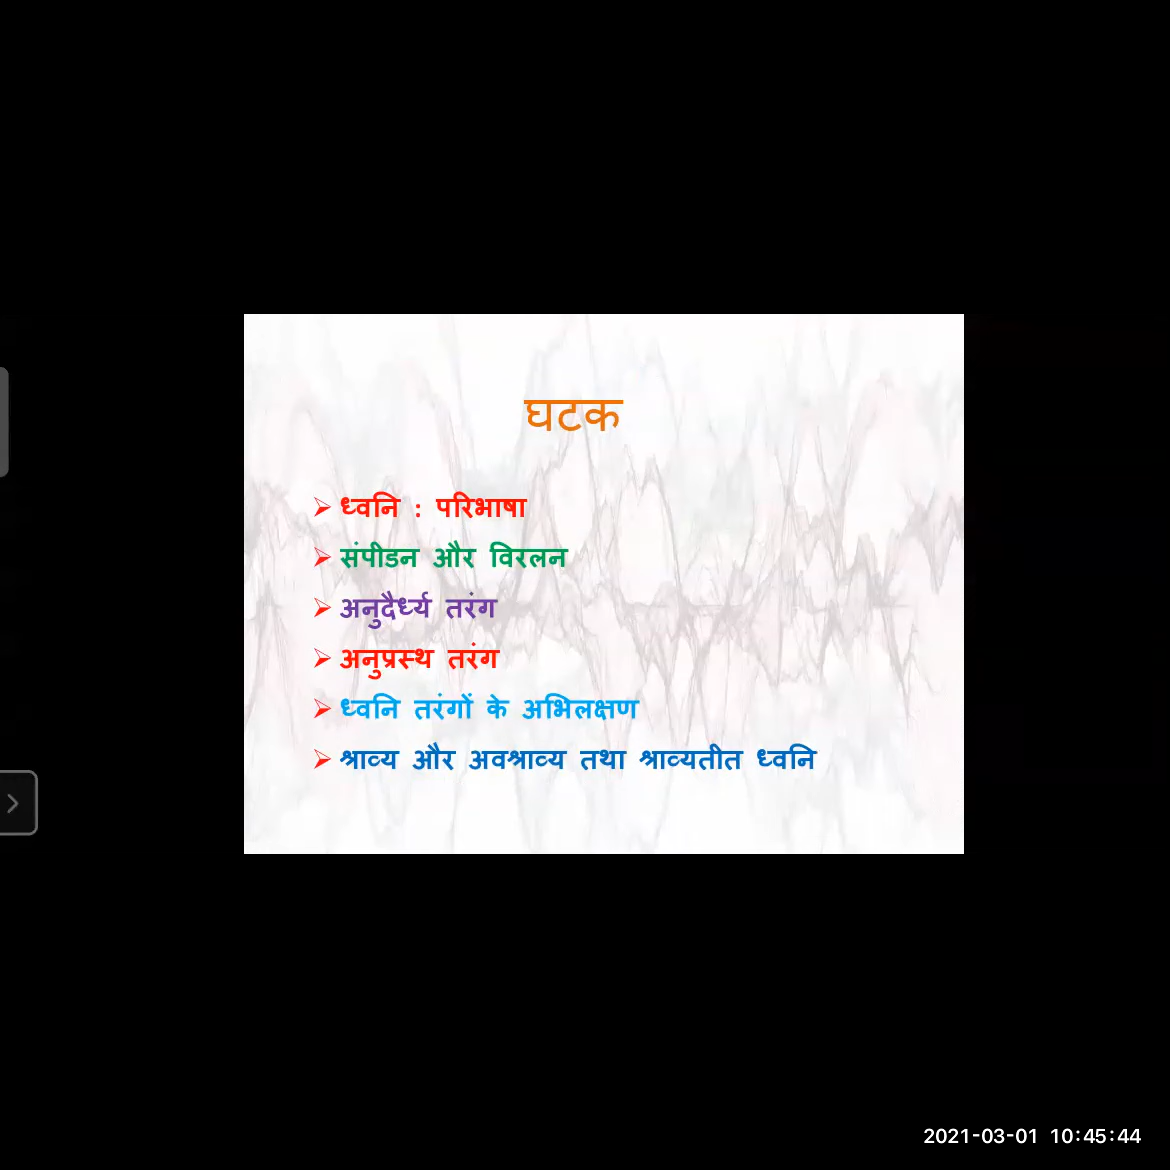 घटक
➢ ध्वनि : परिभाषा
➢ संपीडन और विरलन
➢ अनुदैर्ध्य तरंग
➢ अनुप्रस्थ तरंग
➢ ध्वनि तरंगों के अभिलक्षण
➢ श्राव्य और अवश्राव्य तथा श्राव्यतीत ध्वनि
2021-03-01 10:45:44